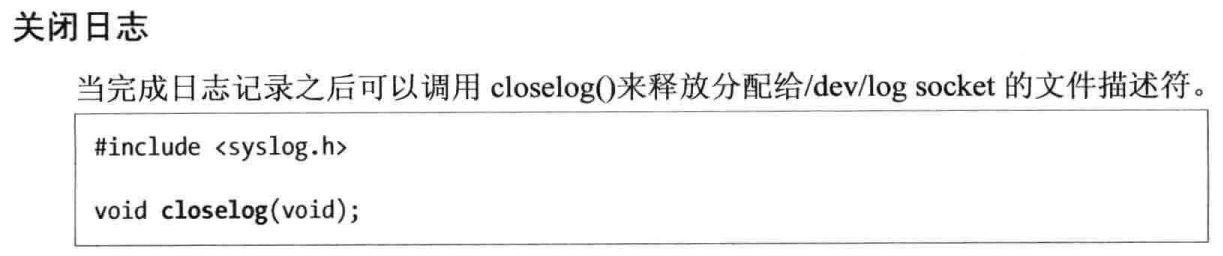 关闭日志
当完成日志记录之后可以调用 closelog()来释放分配给/dev/log socket 的文件描述符。
#include <syslog.h>
void closelog(void);